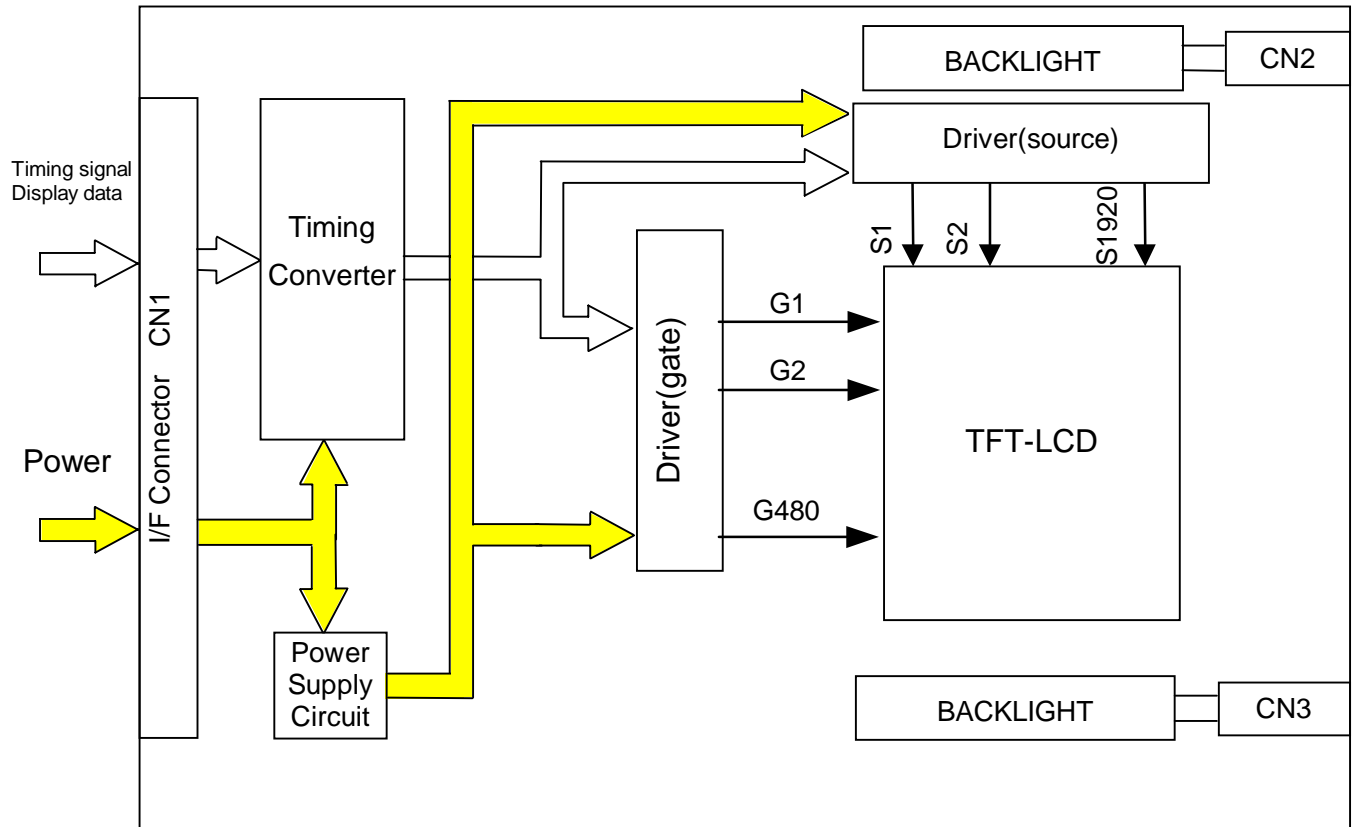 BACKLIGHT
CN2
Driver(source)
Timing signal
Display data
Timing
Converter
S1
S2
S1920
I/F Connector CN1
Driver(gate)
G1
G2
G480
TFT-LCD
Power
Power
Supply
Circuit
BACKLIGHT
CN3